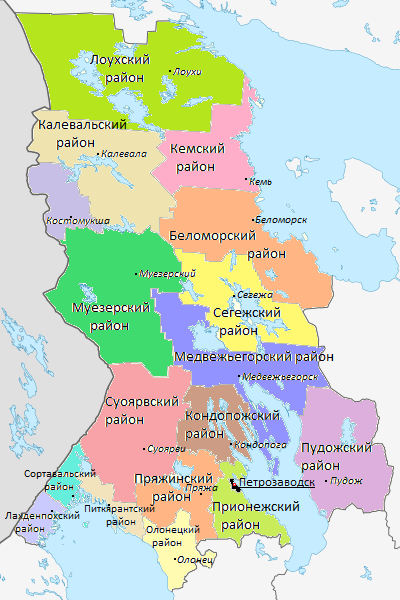 Лоухский
район
Лоухи
Калевальский
район
Калевала
Кемский
район
Кемь
Костомукша
Беломорск
Беломорский
район
Муезерский
Муезерский
район
Сегежа
Сегежский
район
Медвежьегорский район
Медвежьегорск
Суоярвский
район
Суоярви
Кондопожский
район
Кондопога
Пудожский
район
Пудож
Сортавальский
район
Пряжинский
район
Пряжа
Петрозаводск
Прионежский
район
Лахденпохский
район
Питкярантский
район
Олонецкий
район
Олонец